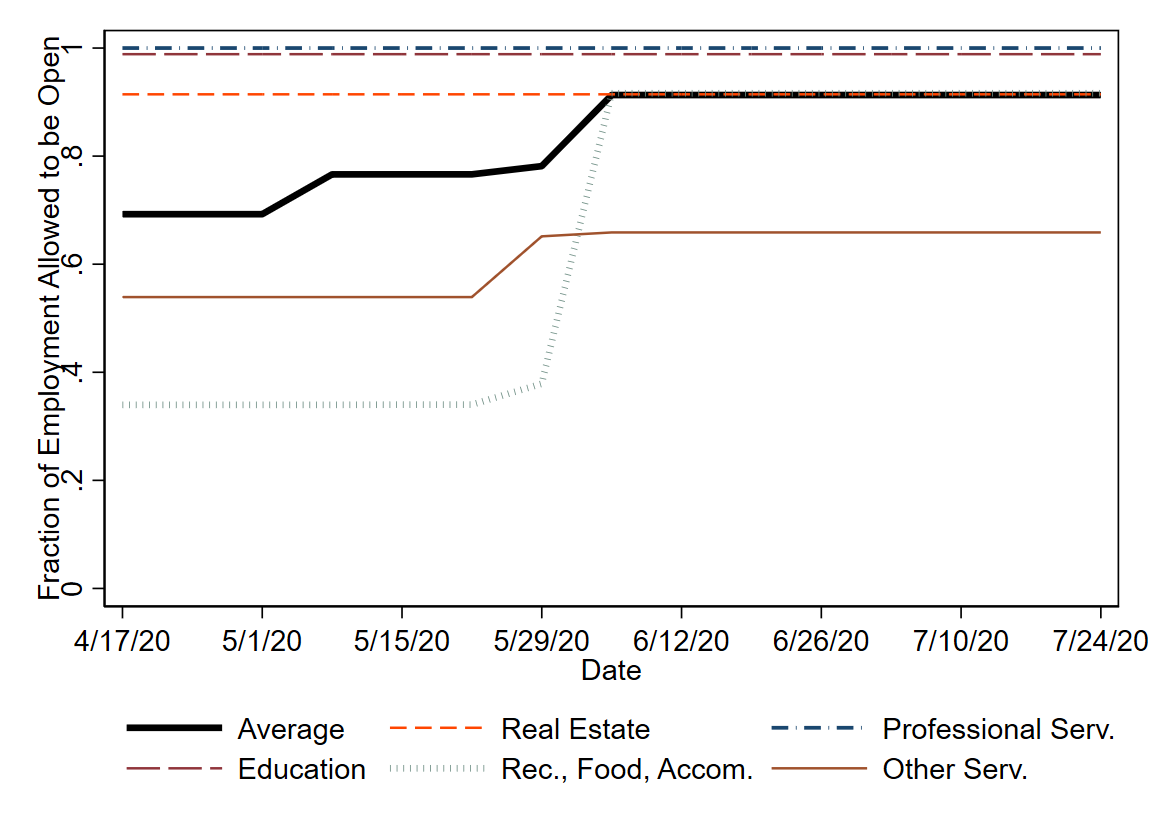 Fraction of Employment Allowed to be Open
1
.8
.6
.4
.2
0
4/17/20 5/1/20 5/15/20 5/29/20 6/12/20 6/26/20 7/10/20 7/24/20
Date
Average Real Estate Professional Serv.
Education Rec., Food, Accom. Other Serv.